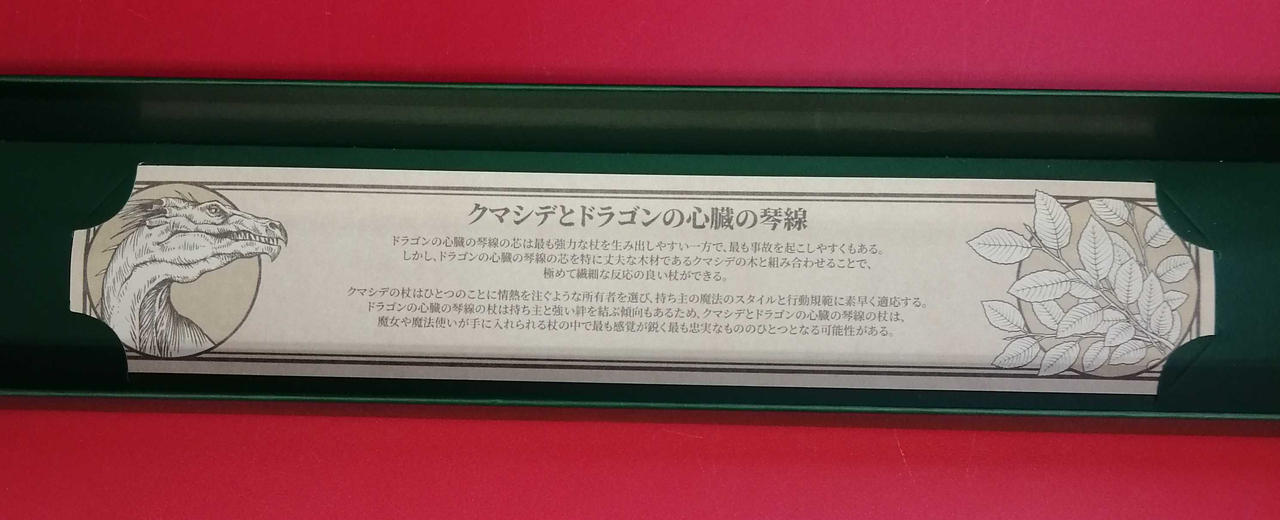 クマシデとドラゴンの心臓の琴線
ドラゴンの心臓の琴線の芯は最も強力な杖を生み出しやすい一方で、最も事故を起こしやすくもある。
しかし、ドラゴンの心臓の琴線の芯を特に丈夫な木材であるクマシデの木と組み合わせることで、
極めて繊細な反応の良い杖ができる。
クマシデの杖はひとつのことに情熱を注ぐような所有者を選び、持ち主の魔法のスタイルと行動規範に素早く適応する。
ドラゴンの心臓の琴線の杖は持ち主と強い絆を結ぶ傾向もあるため、クマシデとドラゴンの心臓の琴線の杖は、
魔女や魔法使いが手に入れられる杖の中で最も感覚が鋭く最も忠実なもののひとつとなる可能性がある。